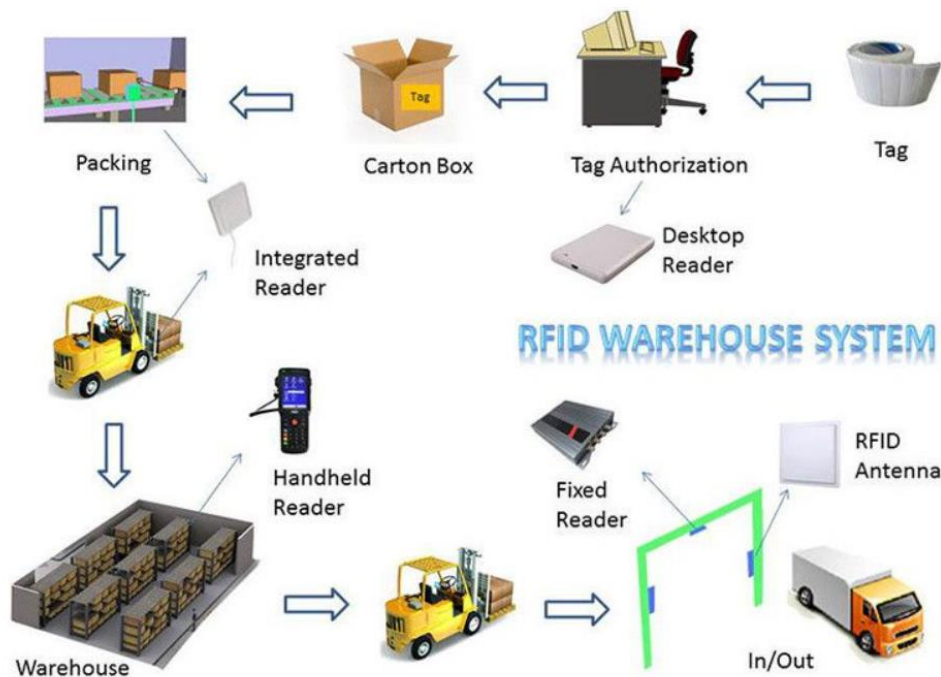 Tag
Packing
Carton Box
Tag Authorization
Tag
Integrated
Reader
Desktop
Reader
RFID WAREHOUSE SYSTEM
Handheld
Reader
Fixed
Reader
RFID
Antenna
Warehouse
In/Out